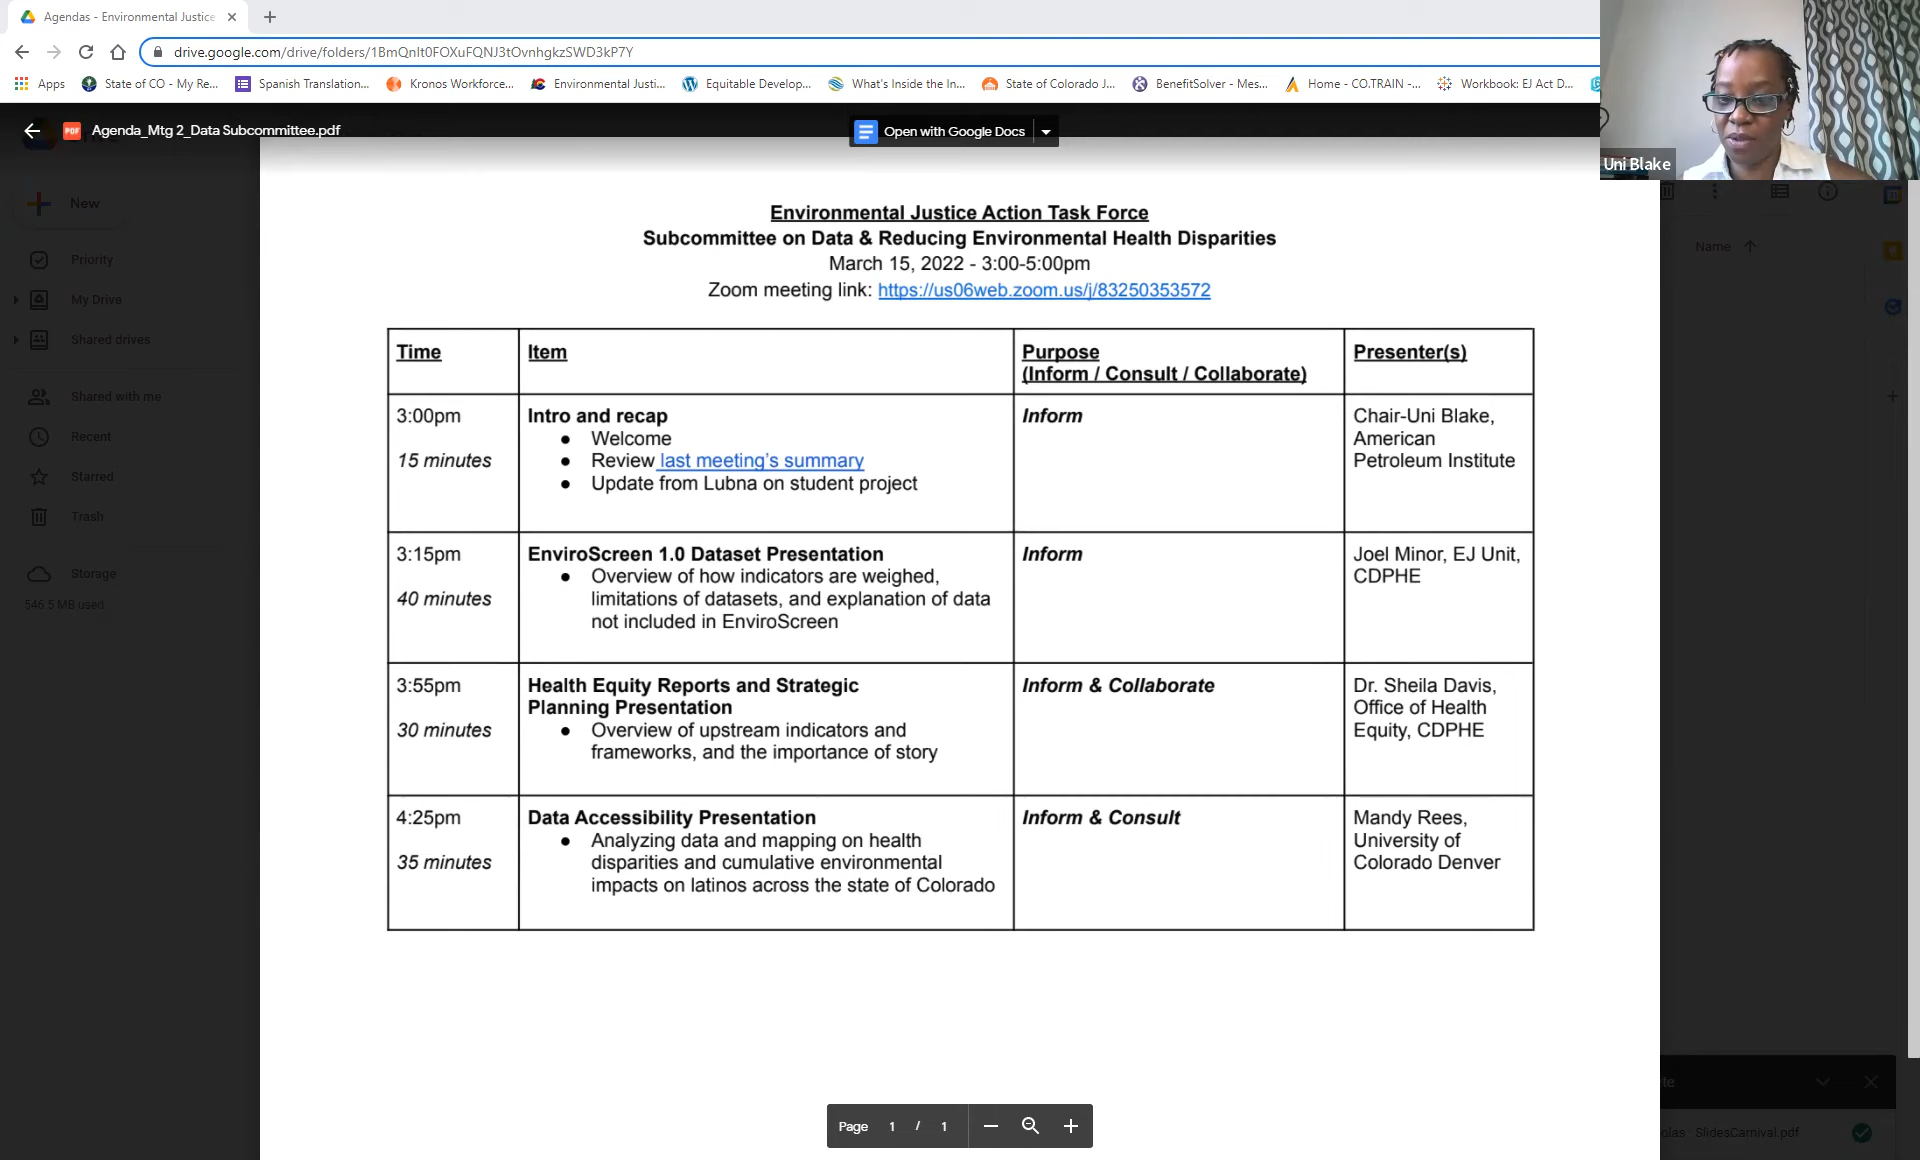 Agendas - Environmental Justice
drive.google.com/drive/folders/1BmQnIt0FOXuFQNJ3tOvnhgkzSWD3kP7Y
Apps State of CO - My Re... Spanish Translation... Kronos Workforce... Environmental Justi... Equitable Develop... What's Inside the In... State of Colorado J... BenefitSolver - Mes... Home - CO.TRAIN -... Workbook: EJ Act D...
PDF Agenda_Mtg 2_Data Subcommittee.pdf
Open with Google Docs
Uni Blake
New
Priority
My Drive
Shared drives
Shared with me
Recent
Starred
Trash
Storage
546.5 MB used
Name
Environmental Justice Action Task Force
Subcommittee on Data & Reducing Environmental Health Disparities
March 15, 2022 - 3:00-5:00pm
Zoom meeting link: https://us06web.zoom.us/j/83250353572
Time
Item
Purpose
(Inform / Consult / Collaborate)
Presenter(s)
3:00pm
15 minutes
Intro and recap
● Welcome
● Review last meeting's summary
● Update from Lubna on student project
Inform
Chair-Uni Blake,
American
Petroleum Institute
3:15pm
40 minutes
EnviroScreen 1.0 Dataset Presentation
● Overview of how indicators are weighed,
limitations of datasets, and explanation of data
not included in EnviroScreen
Inform
Joel Minor, EJ Unit,
CDPHE
3:55pm
30 minutes
Health Equity Reports and Strategic
Planning Presentation
● Overview of upstream indicators and
frameworks, and the importance of story
Inform & Collaborate
Dr. Sheila Davis,
Office of Health
Equity, CDPHE
4:25pm
35 minutes
Data Accessibility Presentation
● Analyzing data and mapping on health
disparities and cumulative environmental
impacts on latinos across the state of Colorado
Inform & Consult
Mandy Rees,
University of
Colorado Denver
Page 1 / 1
SlidesCarnival.pdf